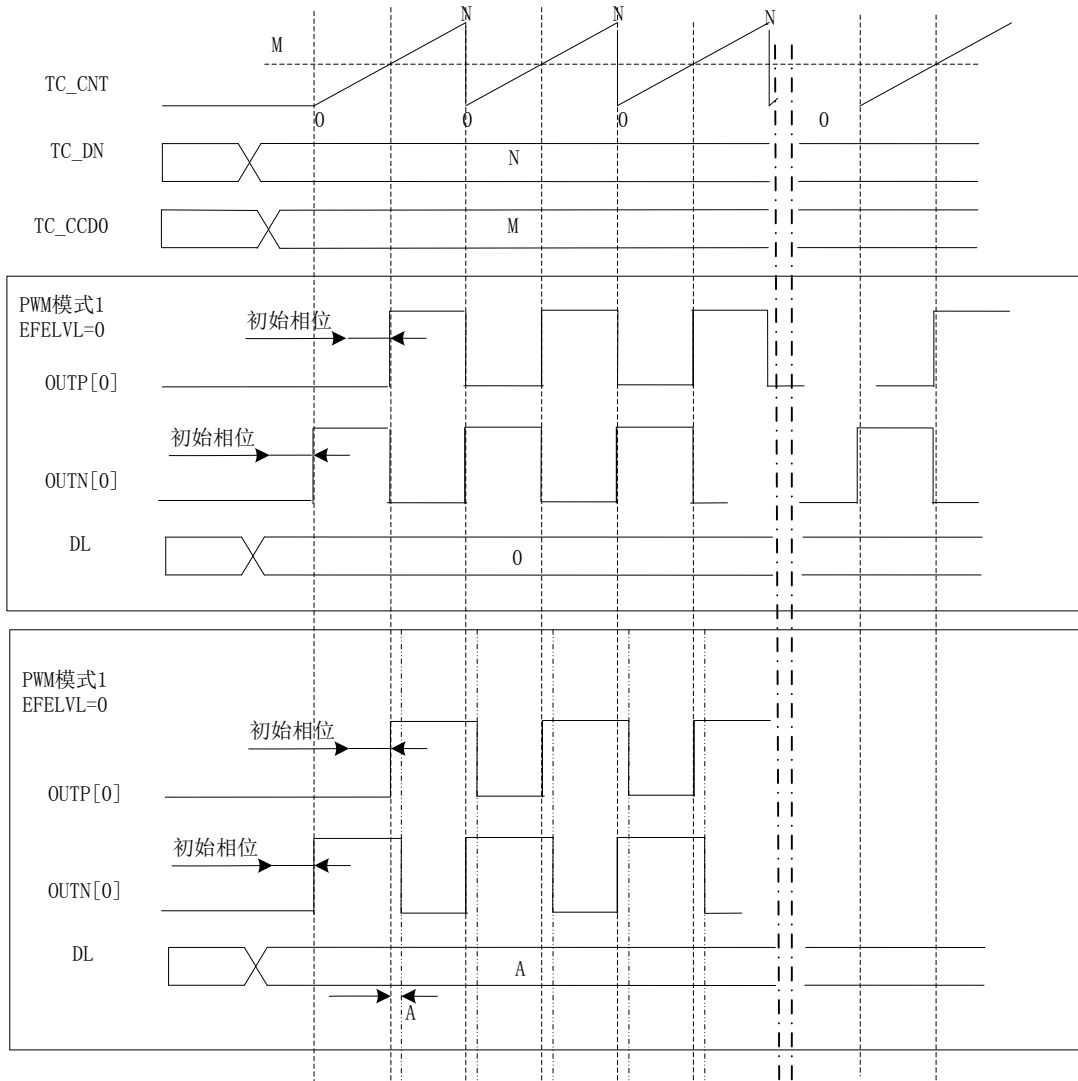 N N N
M
TC_CNT
0 0 0 0
TC_DN
N
TC_CCD0
M
PWM模式1
EFELVL=0
初始相位
OUTP[0]
初始相位
OUTN[0]
DL
0
PWM模式1
EFELVL=0
初始相位
OUTP[0]
初始相位
OUTN[0]
DL
A
A